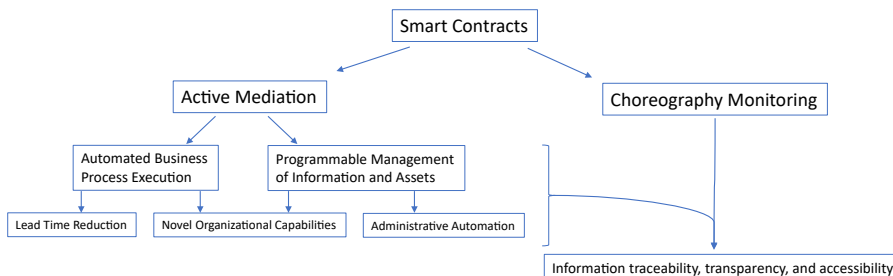 Smart Contracts
Active Mediation
Choreography Monitoring
Automated Business
Process Execution
Programmable Management
of Information and Assets
Lead Time Reduction
Novel Organizational Capabilities
Administrative Automation
Information traceability, transparency, and accessibility